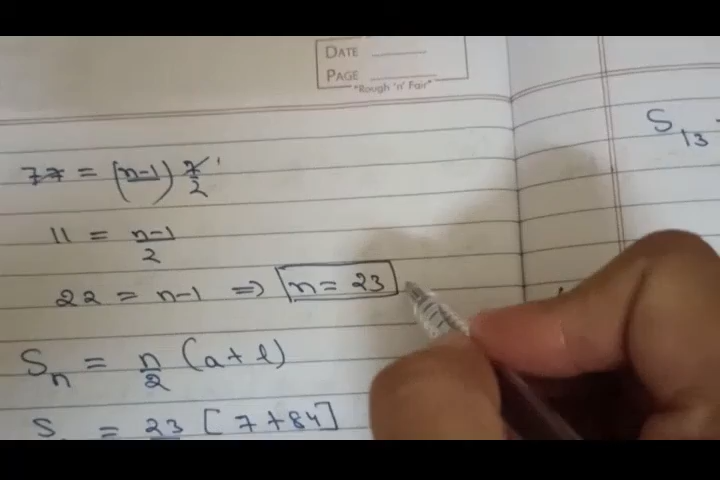 DATE
PAGE
"Rough 'n' Fair"
S13
77 = (n-1) 7/2
11 = n-1/2
22 = n-1 => n = 23
Sn = n/2 (a+l)
S = 23 [7+84]